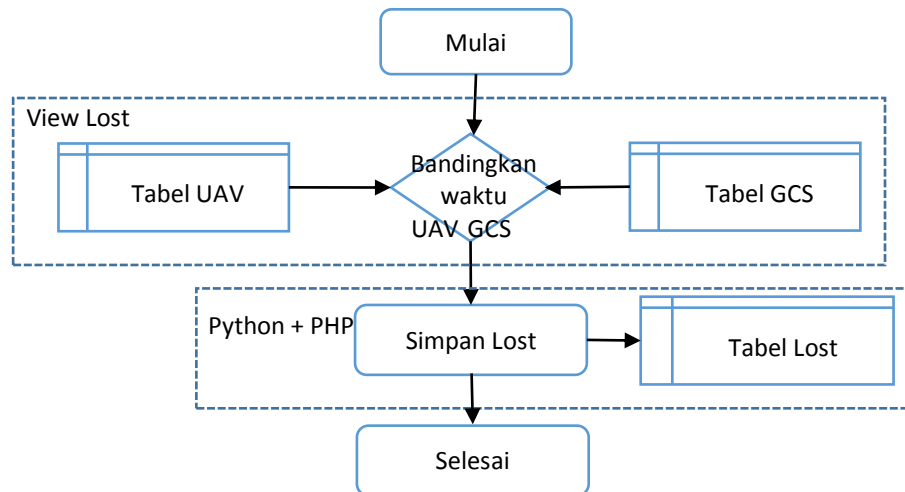 Mulai
View Lost
Tabel UAV
Bandingkan
waktu
UAV GCS
Tabel GCS
Python + PHP
Simpan Lost
Tabel Lost
Selesai